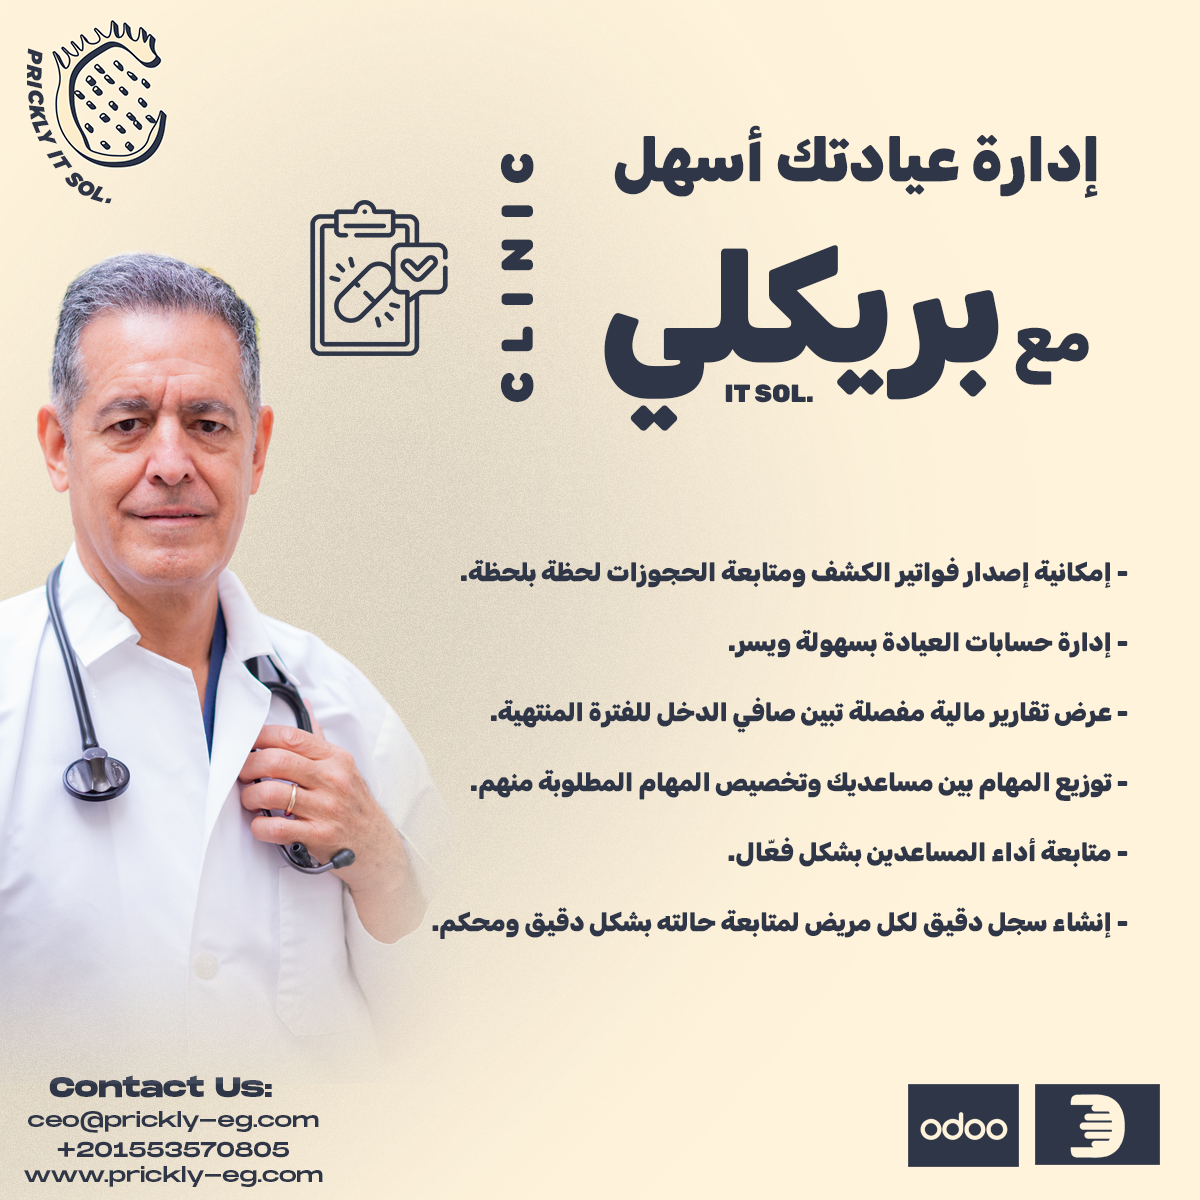 PRICKLY IT SOL.
إدارة عيادتك أسهل
CLINIC
مع بريكلي
IT SOL.
- إمكانية إصدار فواتير الكشف ومتابعة الحجوزات لحظة بلحظة.
- إدارة حسابات العيادة بسهولة ويسر.
- عرض تقارير مالية مفصلة تبين صافي الدخل للفترة المنتهية.
- توزيع المهام بين مساعديك وتخصيص المهام المطلوبة منهم.
- متابعة أداء المساعدين بشكل فعّال.
- إنشاء سجل دقيق لكل مريض لمتابعة حالته بشكل دقيق ومحكم.
Contact Us:
ceo@prickly-eg.com
+201553570805
www.prickly-eg.com
odoo